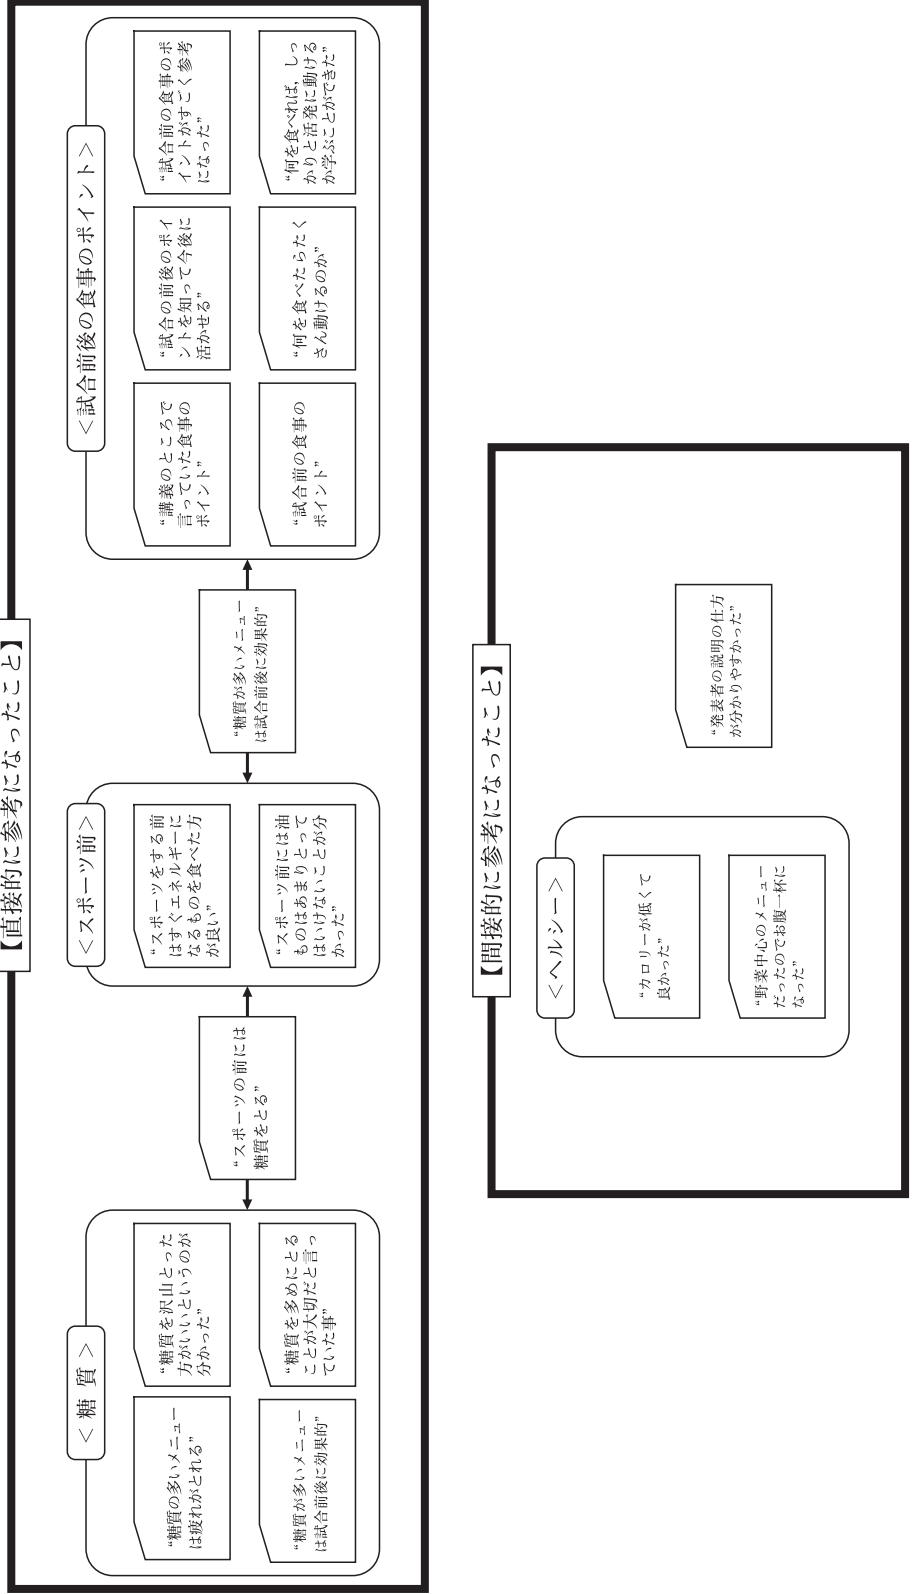 【直接的に参考になったこと】
＜糖 質＞
“糖質の多いメニュー
は疲れがとれる”
“糖質を沢山とった
方がいいというのが
分かった”
“糖質が多いメニュー
は試合前後に効果的”
“糖質を多めにとる
ことが大切だと言っ
ていた事”
“スポーツの前には
糖質をとる”
＜スポーツ前＞
“スポーツをする前
はすぐエネルギーに
なるものを食べた方
が良い”
“スポーツ前には油
ものはあまりとって
はいけないことが分
かった”
“糖質が多いメニュー
は試合前後に効果的”
＜試合前後の食事のポイント＞
“講義のところで
言っていた食事の
ポイント”
“試合の前後のポイ
ントを知って今後に
活かせる”
“試合前の食事のポ
イントがすごく参考
になった”
“試合前の食事の
ポイント”
“何を食べたらたく
さん動けるのか”
“何を食べれば，しっ
かりと活発に動ける
か学ぶことができた”
【間接的に参考になったこと】
＜ヘルシー＞
“カロリーが低くて
良かった”
“野菜中心のメニュー
だったのでお腹一杯に
なった”
“発表者の説明の仕方
が分かりやすかった”